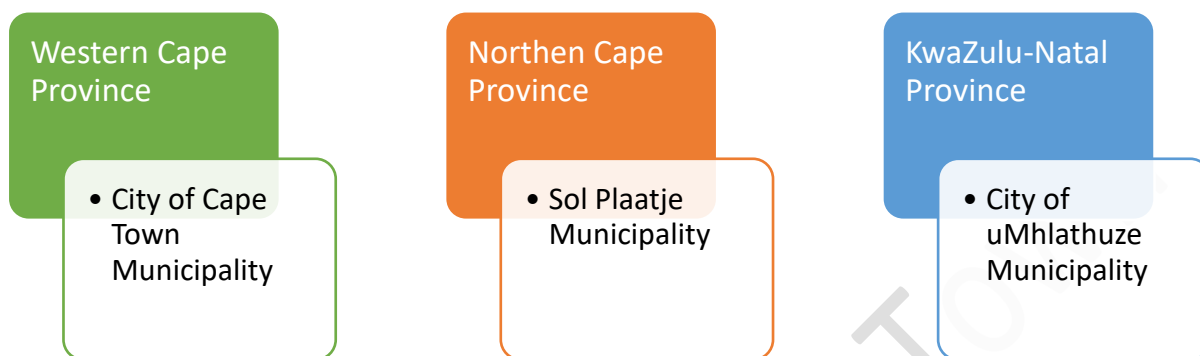 Western Cape
Province
• City of Cape
Town
Municipality
Northen Cape
Province
• Sol Plaatje
Municipality
KwaZulu-Natal
Province
• City of
uMhlathuze
Municipality